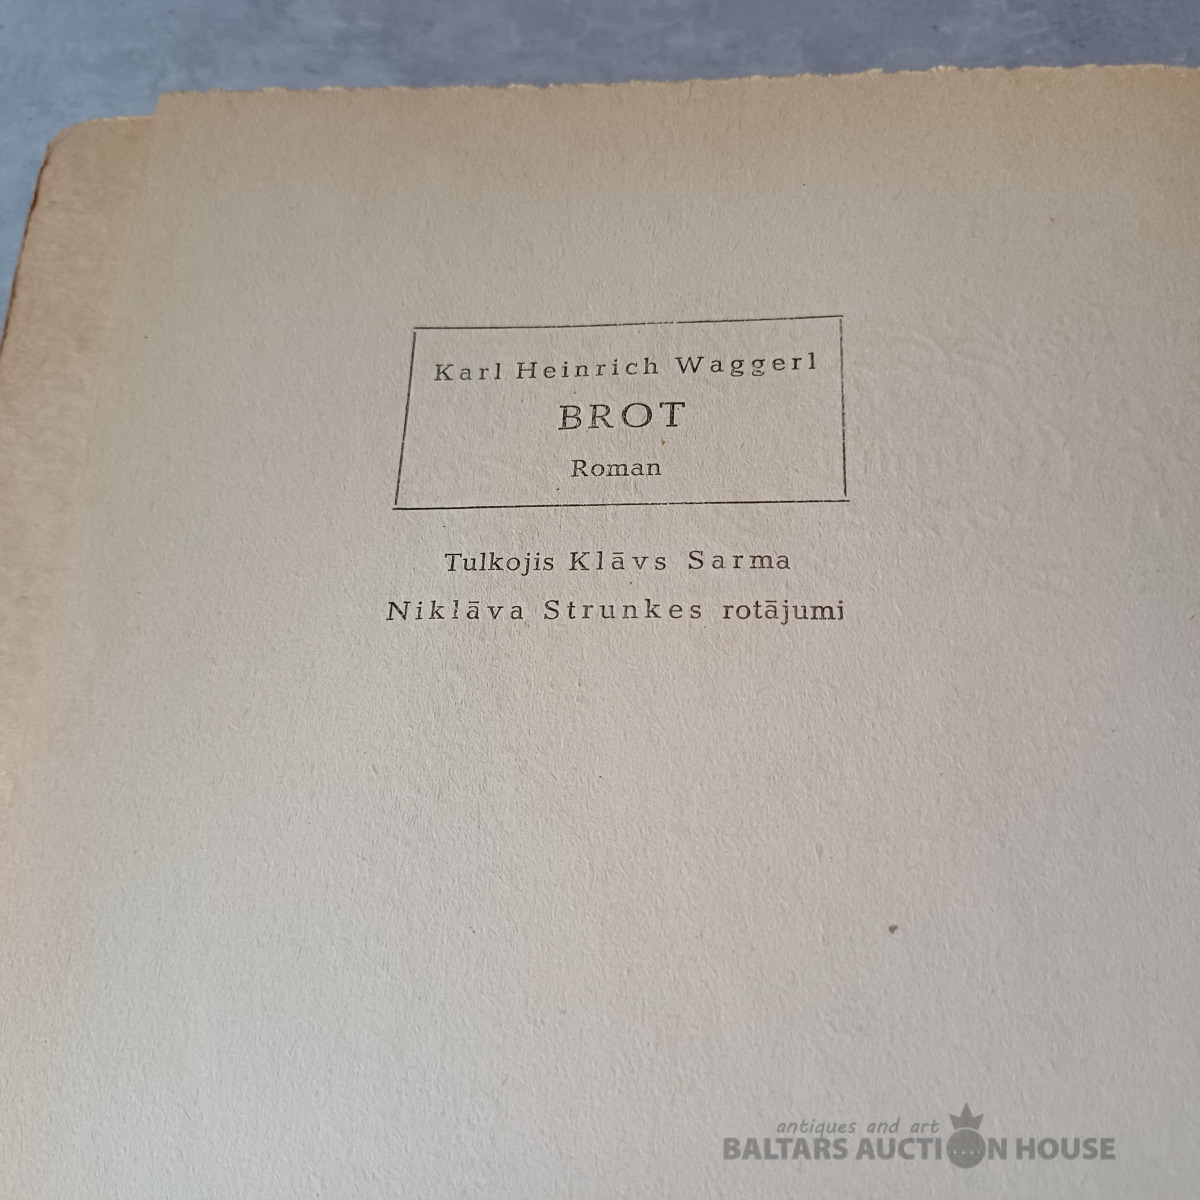 Karl Heinrich Waggerl
BROT
Roman
Tulkojis Klāvs Sarma
Niklāva Strunkes rotājumi
antiques and art
BALTARS AUCTION HOUSE